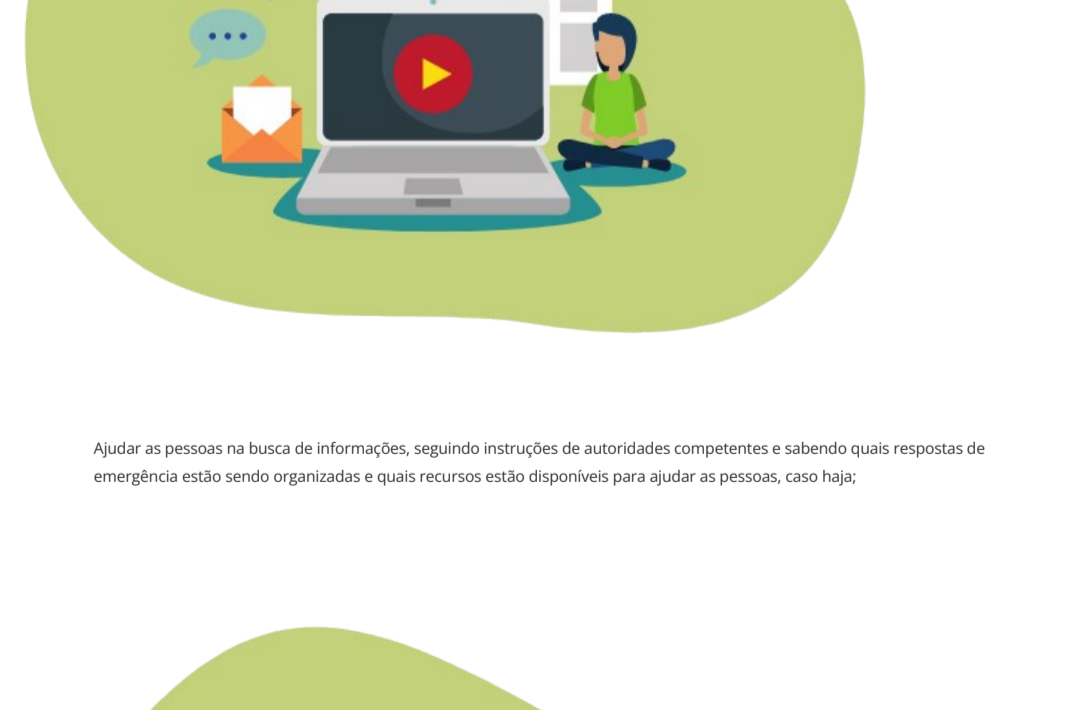 Ajudar as pessoas na busca de informações, seguindo instruções de autoridades competentes e sabendo quais respostas de
emergência estão sendo organizadas e quais recursos estão disponíveis para ajudar as pessoas, caso haja;